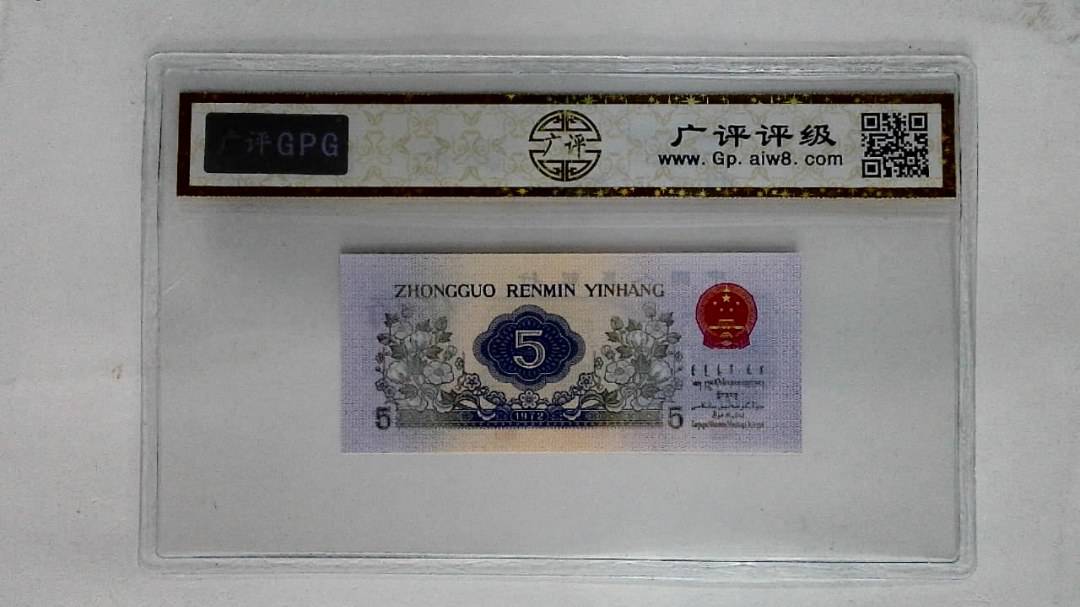 广评GPG
广评
广评评级
www.Gp.aiw8.com
ZHONGGUO RENMIN YINHANG
5
5
1972
5